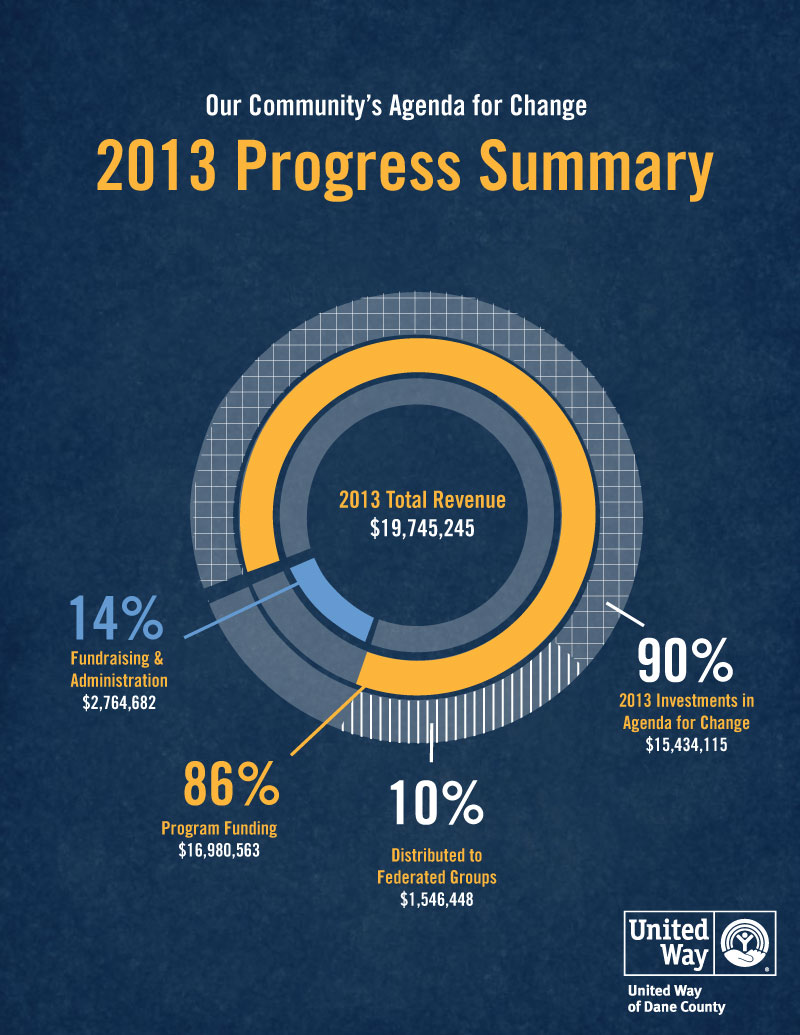 Our Community's Agenda for Change
2013 Progress Summary
2013 Total Revenue
$19,745,245
14%
Fundraising &
Administration
$2,764,682
86%
Program Funding
$16,980,563
10%
Distributed to
Federated Groups
$1,546,448
90%
2013 Investments in
Agenda for Change
$15,434,115
United
Way
®
United Way
of Dane County